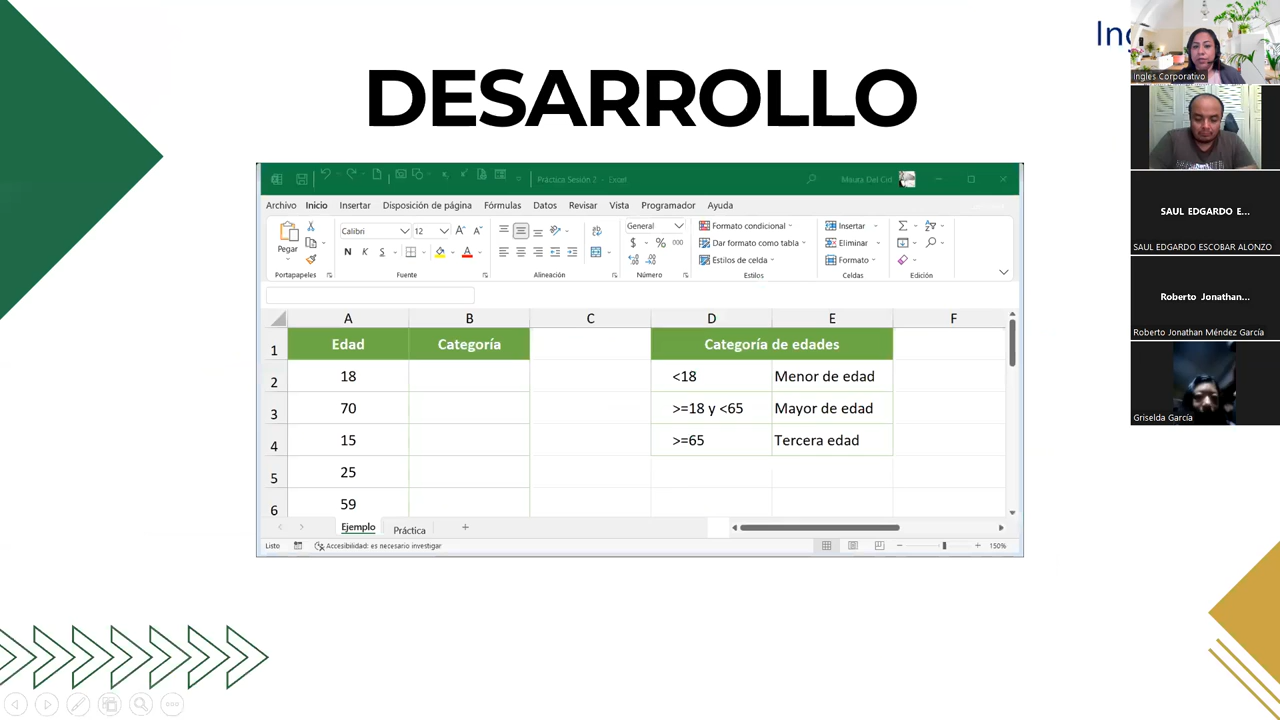 DESARROLLO
Práctica Sesión 2 - Excel
Maura Del Cid
Archivo Inicio Insertar Disposición de página Fórmulas Datos Revisar Vista Programador Ayuda
Pegar
Calibri 12
N K S
General
$ % 000
Formato condicional
Dar formato como tabla
Estilos de celda
Insertar
Eliminar
Formato
Portapapeles Fuente Alineación Número Estilos Celdas Edición
A B C D E F
1 Edad Categoría Categoría de edades
2 18 <18 Menor de edad
3 70 >=18 y <65 Mayor de edad
4 15 >=65 Tercera edad
5 25
6 59
Ejemplo Práctica
Listo Accesibilidad: es necesario investigar 150%
Ingles Corporativo
SAUL EDGARDO E...
SAUL EDGARDO ESCOBAR ALONZO
Roberto Jonathan...
Roberto Jonathan Méndez García
Griselda García